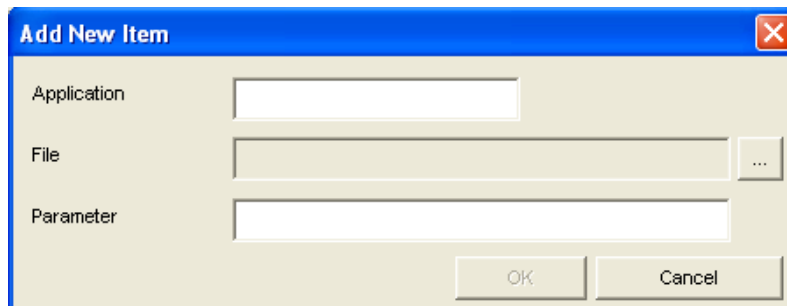 Add New Item
Application
File
...
Parameter
OK
Cancel